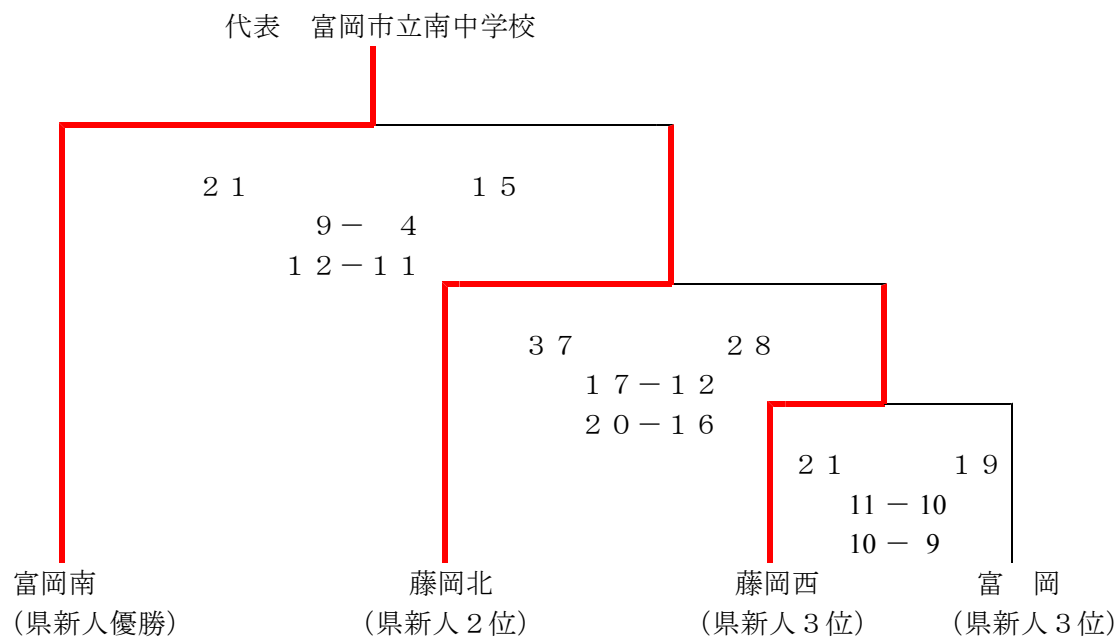 代表　富岡市立南中学校
２１　１５
９－　４
１２－１１
３７　２８
１７－１２
２０－１６
２１　１９
11 － 10
10 － 9
富岡南　藤岡北　藤岡西　富　岡
（県新人優勝）　（県新人２位）　（県新人３位）　（県新人３位）